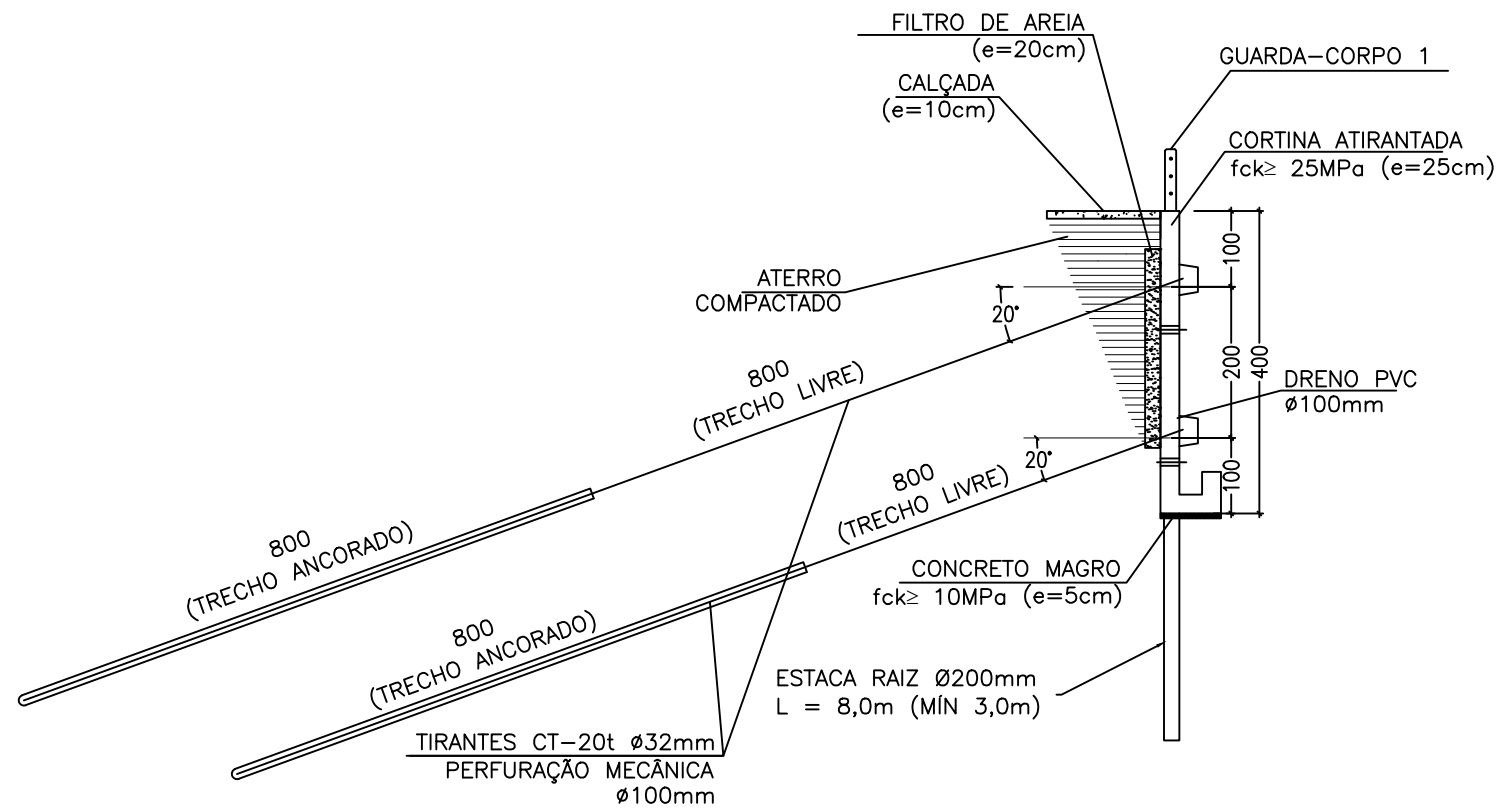 FILTRO DE AREIA
(e=20cm)
GUARDA-CORPO 1
CALÇADA
(e=10cm)
CORTINA ATIRANTADA
fck≥ 25MPa (e=25cm)
100
ATERRO
COMPACTADO
20°
200
400
800
(TRECHO LIVRE)
DRENO PVC
ø100mm
20°
100
800
(TRECHO LIVRE)
800
(TRECHO ANCORADO)
CONCRETO MAGRO
fck≥ 10MPa (e=5cm)
800
(TRECHO ANCORADO)
ESTACA RAIZ Ø200mm
L = 8,0m (MÍN 3,0m)
TIRANTES CT-20t ø32mm
PERFURAÇÃO MECÂNICA
ø100mm